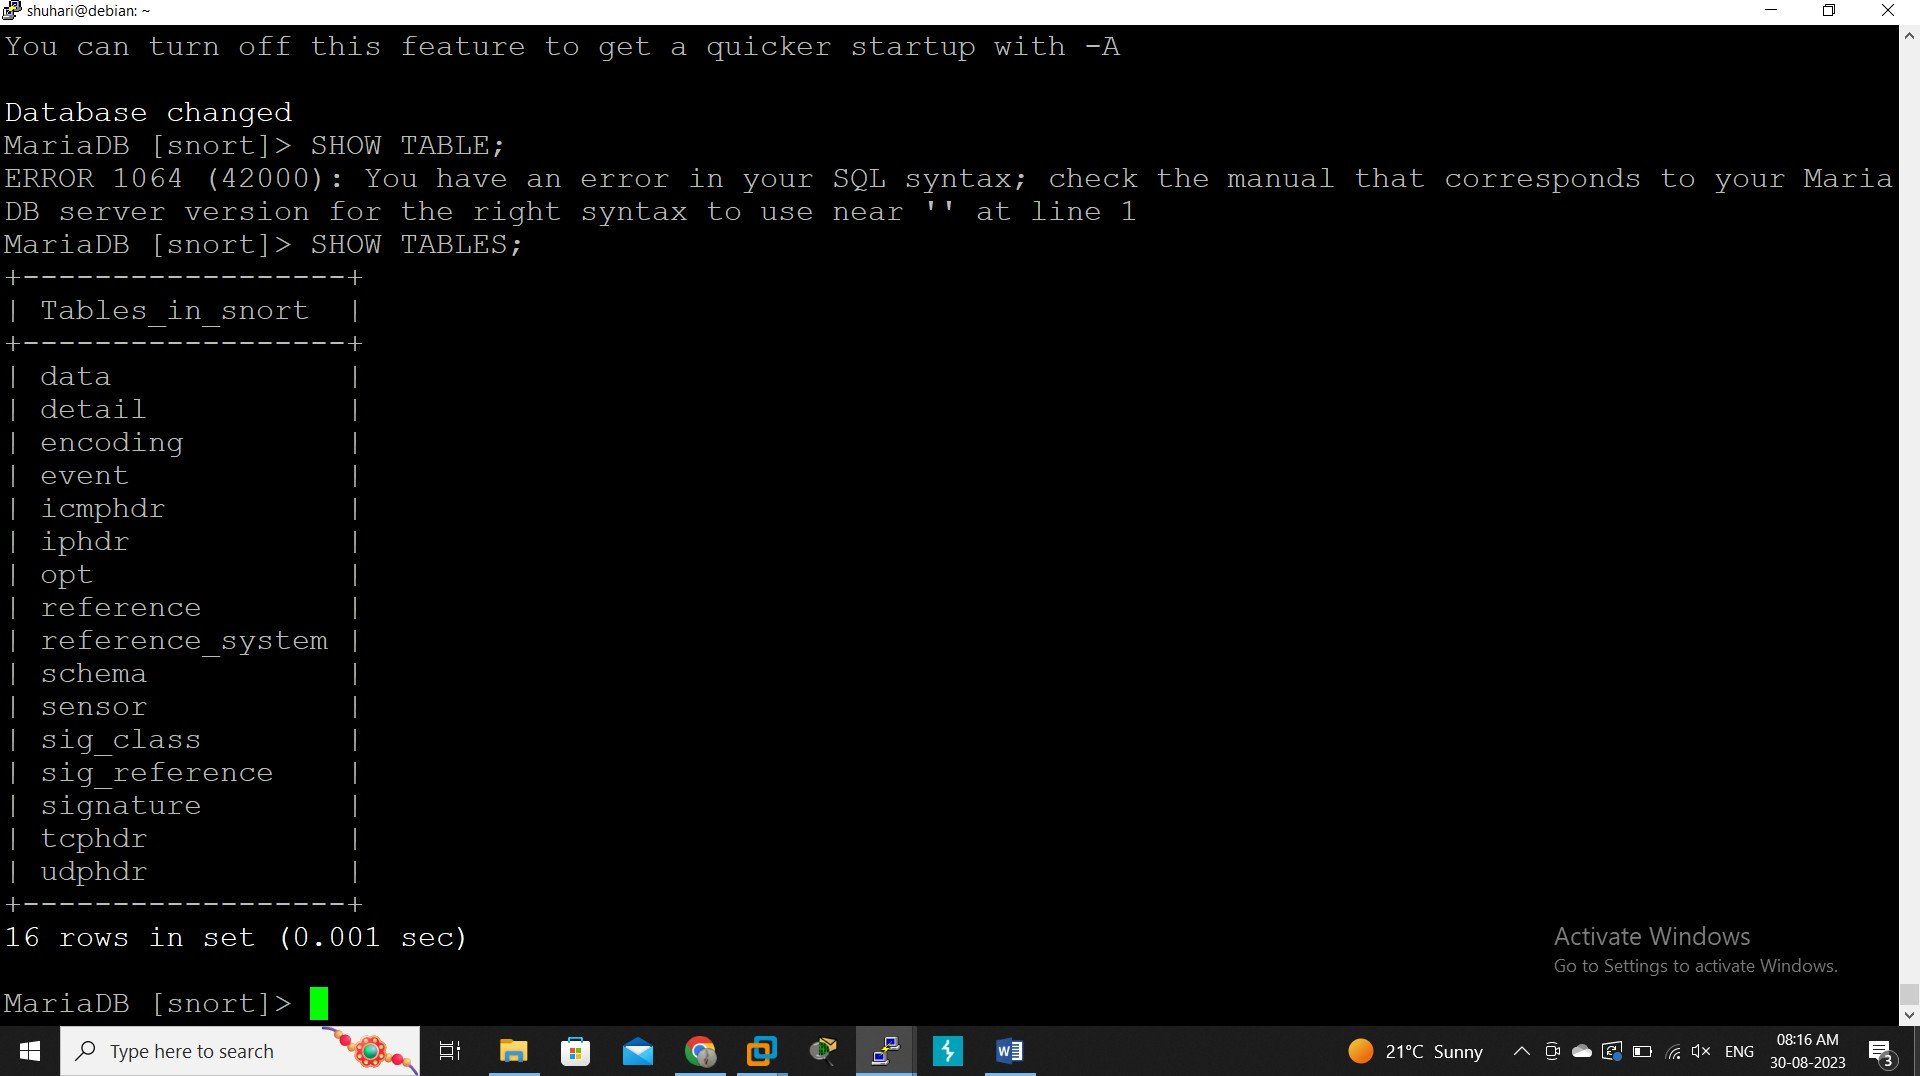 shuhari@debian: ~
You can turn off this feature to get a quicker startup with -A
Database changed
MariaDB [snort]> SHOW TABLE;
ERROR 1064 (42000): You have an error in your SQL syntax; check the manual that corresponds to your Maria
DB server version for the right syntax to use near '' at line 1
MariaDB [snort]> SHOW TABLES;
+------------------+
| Tables_in_snort  |
+------------------+
| data             |
| detail           |
| encoding         |
| event            |
| icmphdr          |
| iphdr            |
| opt              |
| reference        |
| reference_system |
| schema           |
| sensor           |
| sig_class        |
| sig_reference    |
| signature        |
| tcphdr           |
| udphdr           |
+------------------+
16 rows in set (0.001 sec)
MariaDB [snort]>
Activate Windows
Go to Settings to activate Windows.
Type here to search
21°C Sunny
ENG
08:16 AM
30-08-2023
3